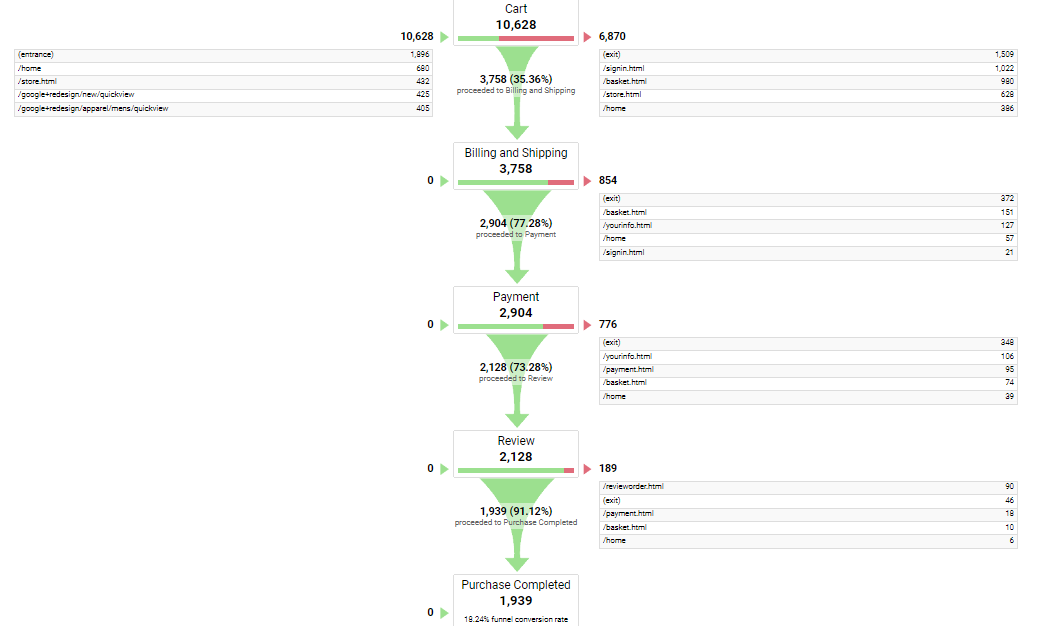 Cart
10,628
10,628
6,870
(entrance) 1,896
/home 680
/store.html 432
/google+redesign/new/quickview 425
/google+redesign/apparel/mens/quickview 405
3,758 (35.36%)
proceeded to Billing and Shipping
(exit) 1,509
/signin.html 1,022
/basket.html 980
/store.html 628
/home 386
Billing and Shipping
3,758
0
854
2,904 (77.28%)
proceeded to Payment
(exit) 372
/basket.html 151
/yourinfo.html 127
/home 57
/signin.html 21
Payment
2,904
0
776
2,128 (73.28%)
proceeded to Review
(exit) 348
/yourinfo.html 106
/payment.html 95
/basket.html 74
/home 39
Review
2,128
0
189
1,939 (91.12%)
proceeded to Purchase Completed
/revieworder.html 90
(exit) 46
/payment.html 18
/basket.html 10
/home 6
Purchase Completed
1,939
0
18.24% funnel conversion rate